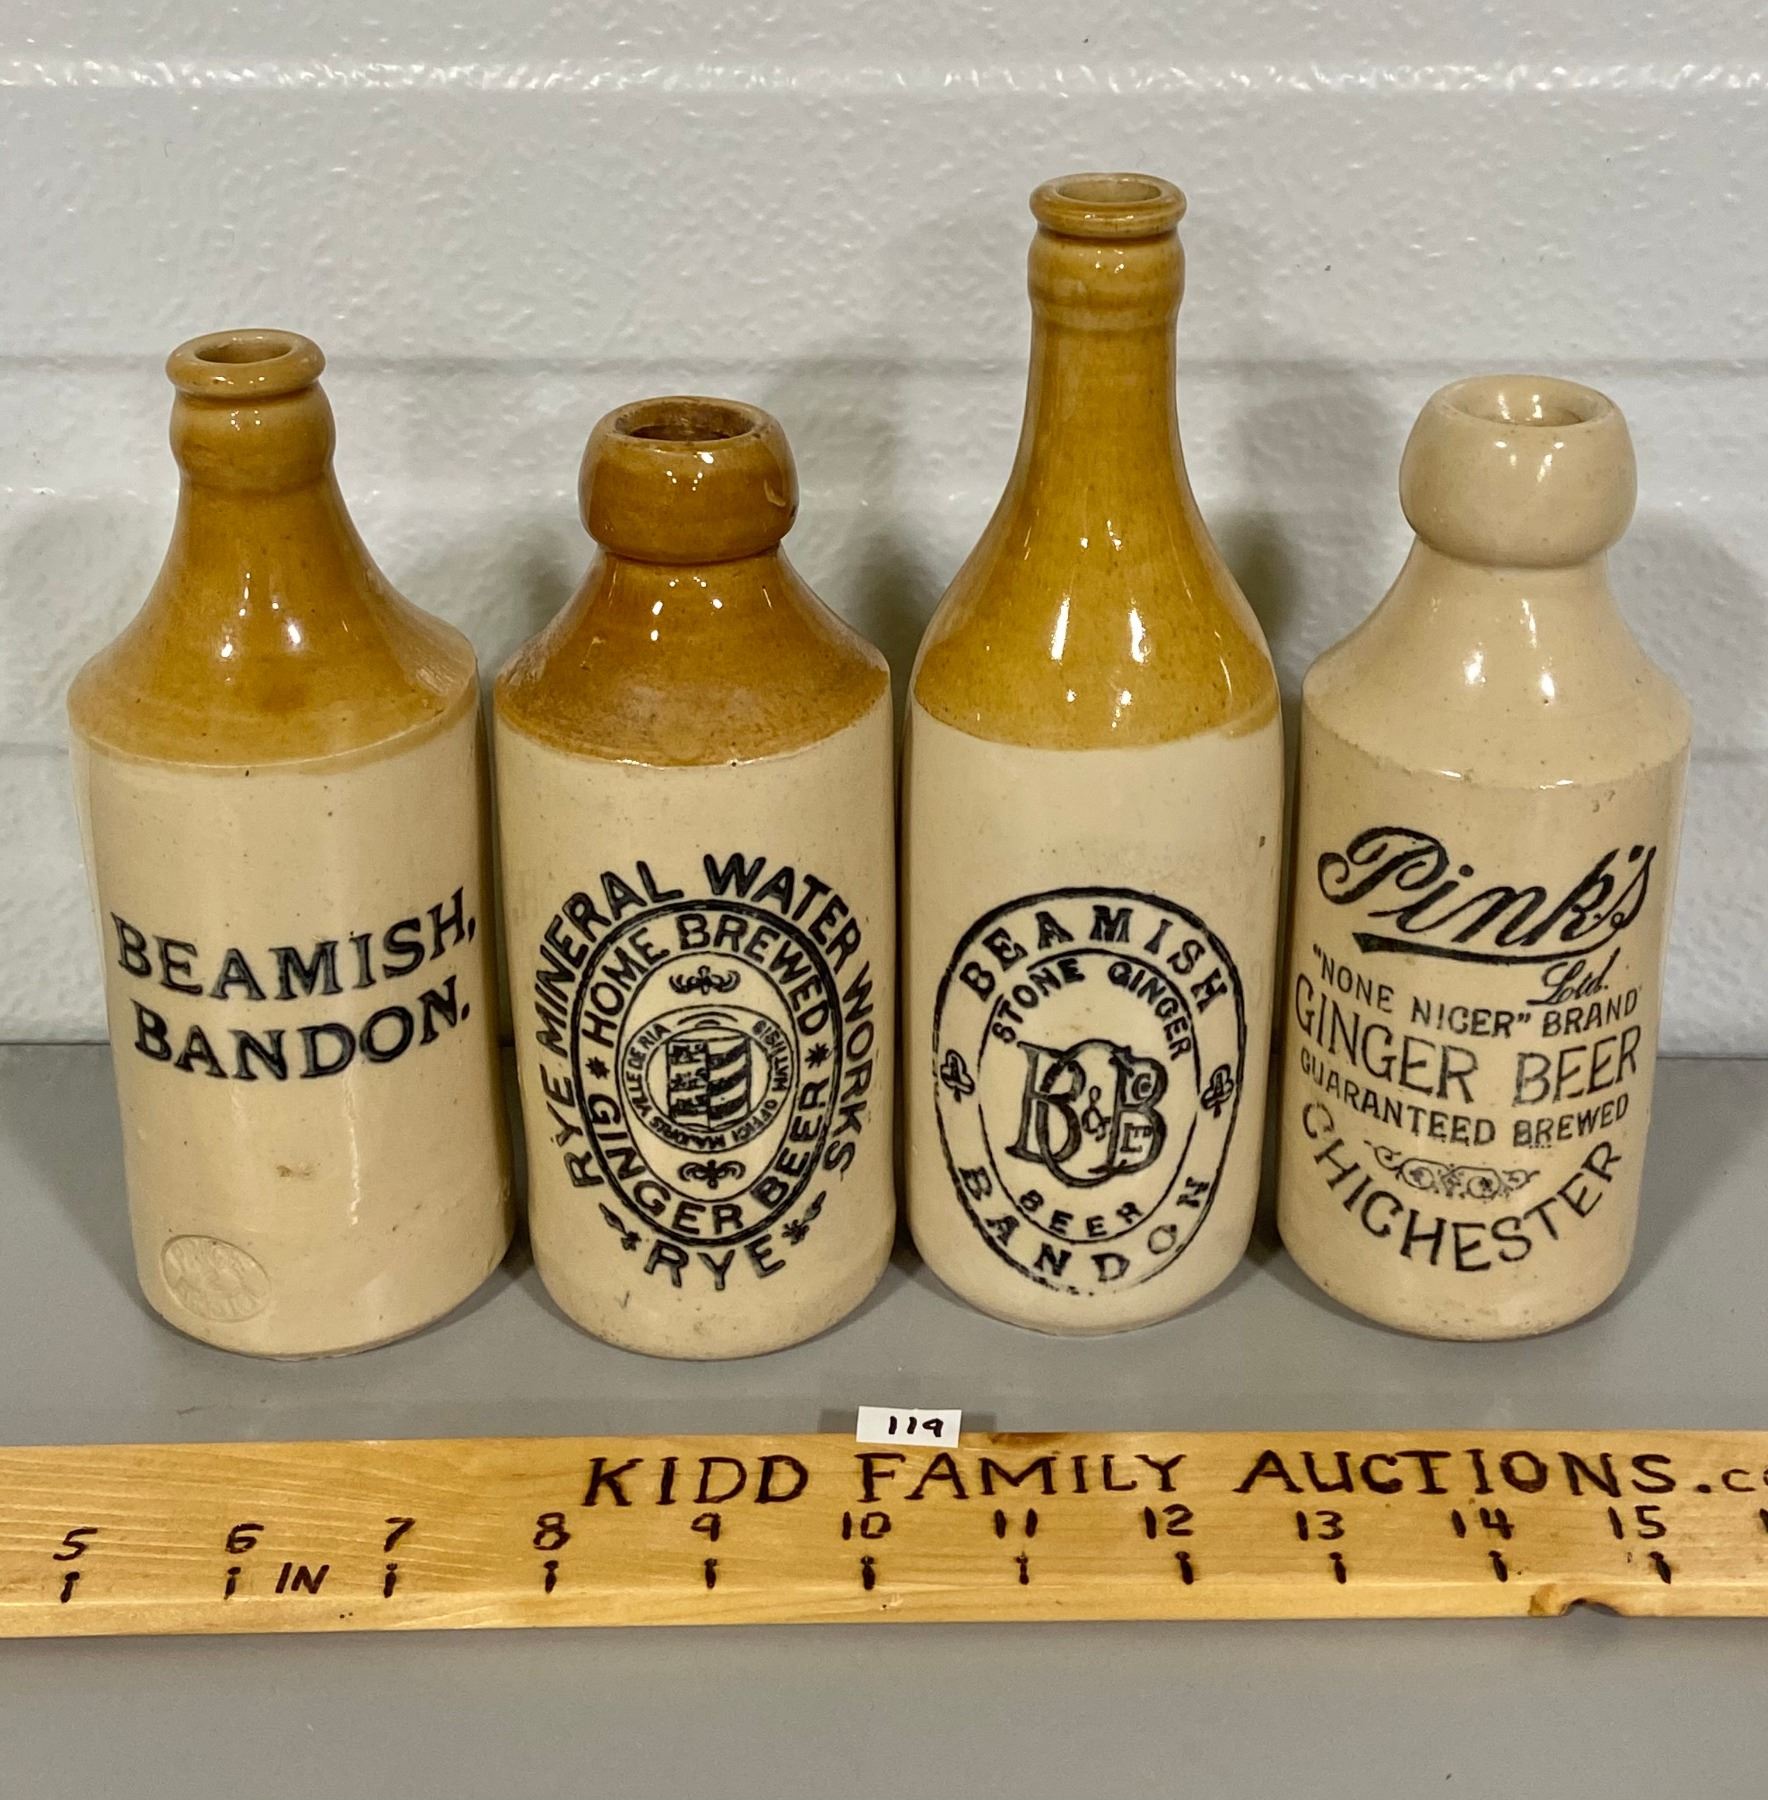 BEAMISH,
BANDON.
RYE MINERAL WATER WORKS
HOME BREWED
GINGER BEER
RYE
BEAMISH
STONE GINGER
B & B
BEER
BANDON
Pink's
Ltd.
"NONE NICER" BRAND
GINGER BEER
GUARANTEED BREWED
CHICHESTER
119
KIDD FAMILY AUCTIONS.
5 6 7 8 9 10 11 12 13 14 15
IN